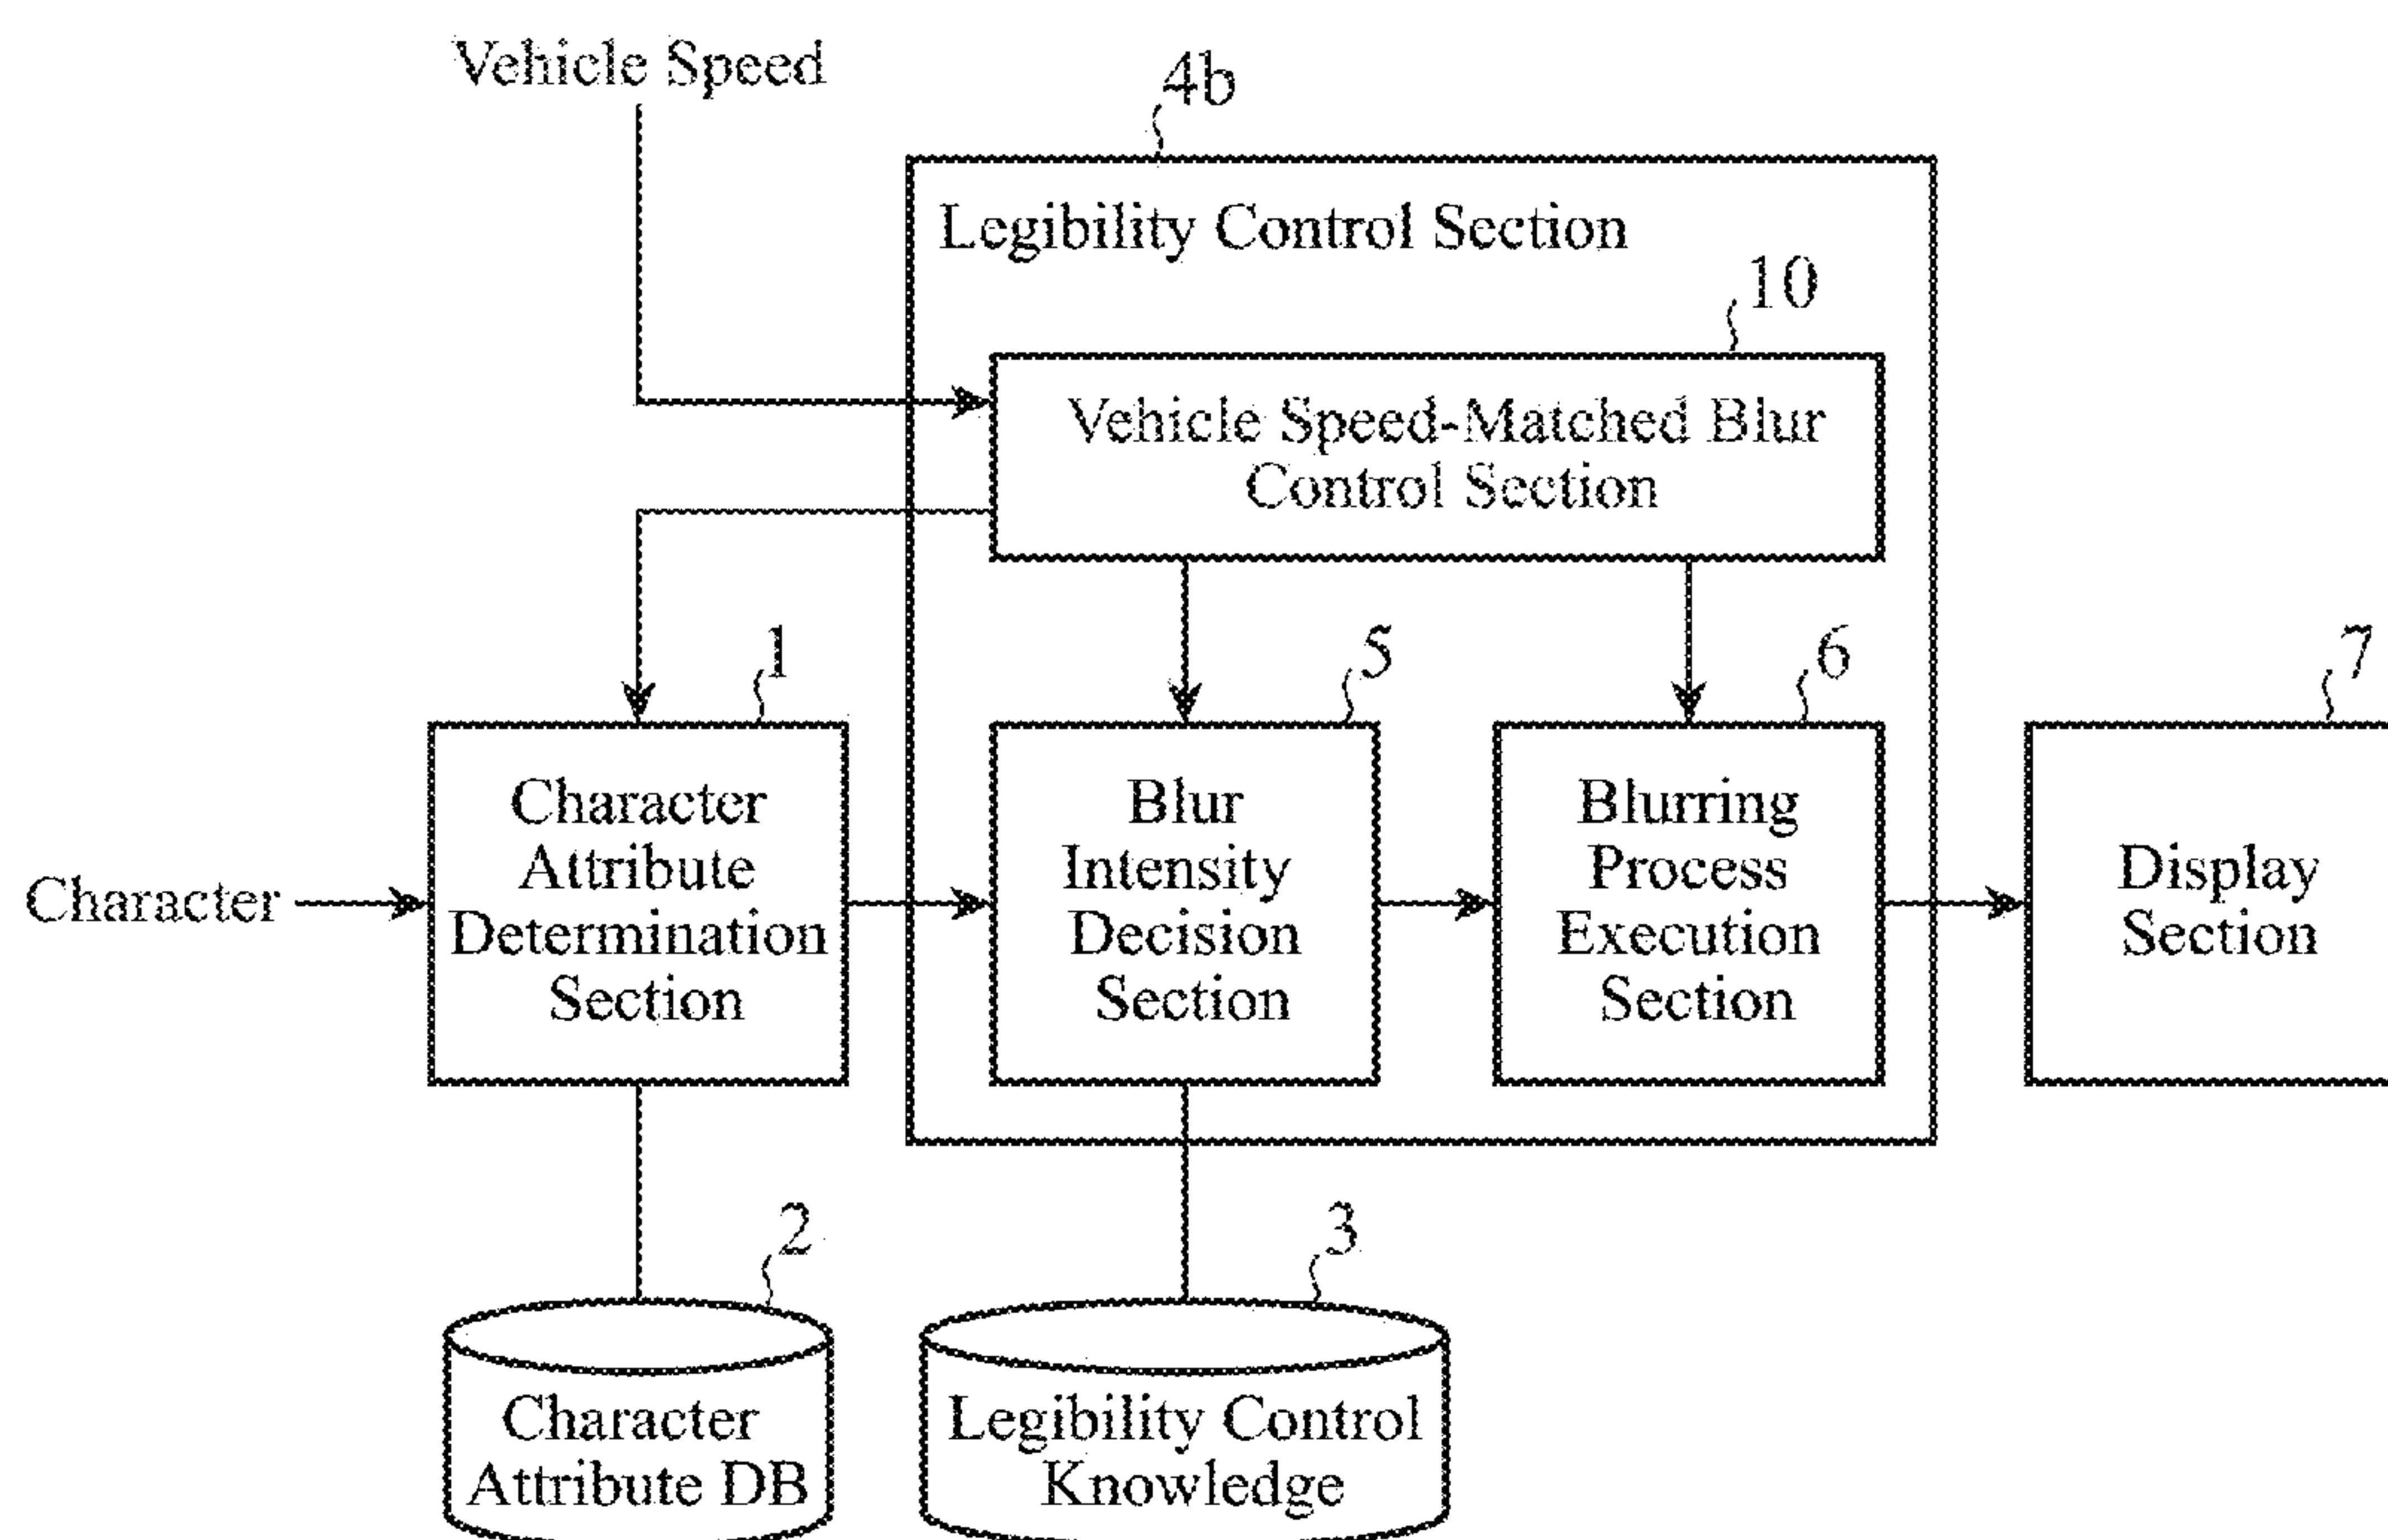 Vehicle Speed
4b
Legibility Control Section
10
Vehicle Speed-Matched Blur
Control Section
1
5
6
7
Character
Character
Attribute
Determination
Section
Blur
Intensity
Decision
Section
Blurring
Process
Execution
Section
Display
Section
2
3
Character
Attribute DB
Legibility Control
Knowledge